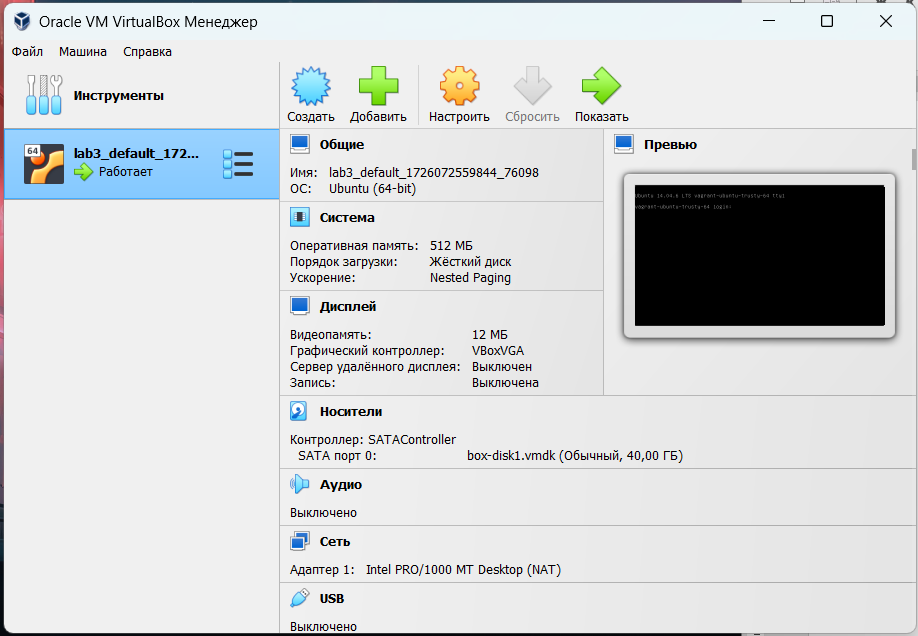 Oracle VM VirtualBox Менеджер
Файл Машина Справка
Инструменты
Создать Добавить Настроить Сбросить Показать
64
lab3_default_172...
Работает
Общие
Имя: lab3_default_1726072559844_76098
ОС: Ubuntu (64-bit)
Система
Оперативная память: 512 МБ
Порядок загрузки: Жёсткий диск
Ускорение: Nested Paging
Дисплей
Видеопамять: 12 МБ
Графический контроллер: VBoxVGA
Сервер удалённого дисплея: Выключен
Запись: Выключена
Превью
Ubuntu 14.04.6 LTS vagrant-ubuntu-trusty-64 tty1
vagrant-ubuntu-trusty-64 login:
Носители
Контроллер: SATAController
SATA порт 0: box-disk1.vmdk (Обычный, 40,00 ГБ)
Аудио
Выключено
Сеть
Адаптер 1: Intel PRO/1000 MT Desktop (NAT)
USB
Выключено